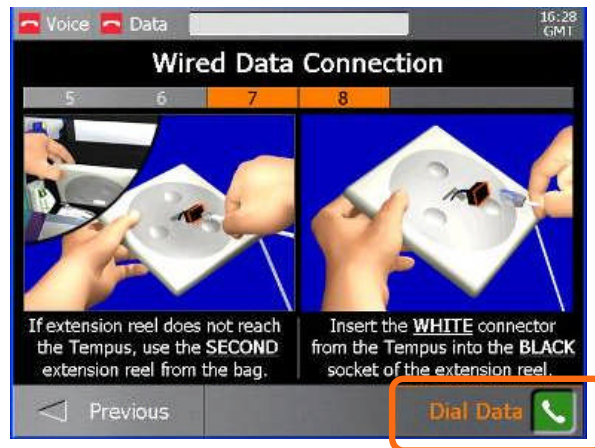 Voice Data
16:28
GMT
Wired Data Connection
5 6 7 8
If extension reel does not reach
the Tempus, use the SECOND
extension reel from the bag.
Insert the WHITE connector
from the Tempus into the BLACK
socket of the extension reel.
Previous
Dial Data